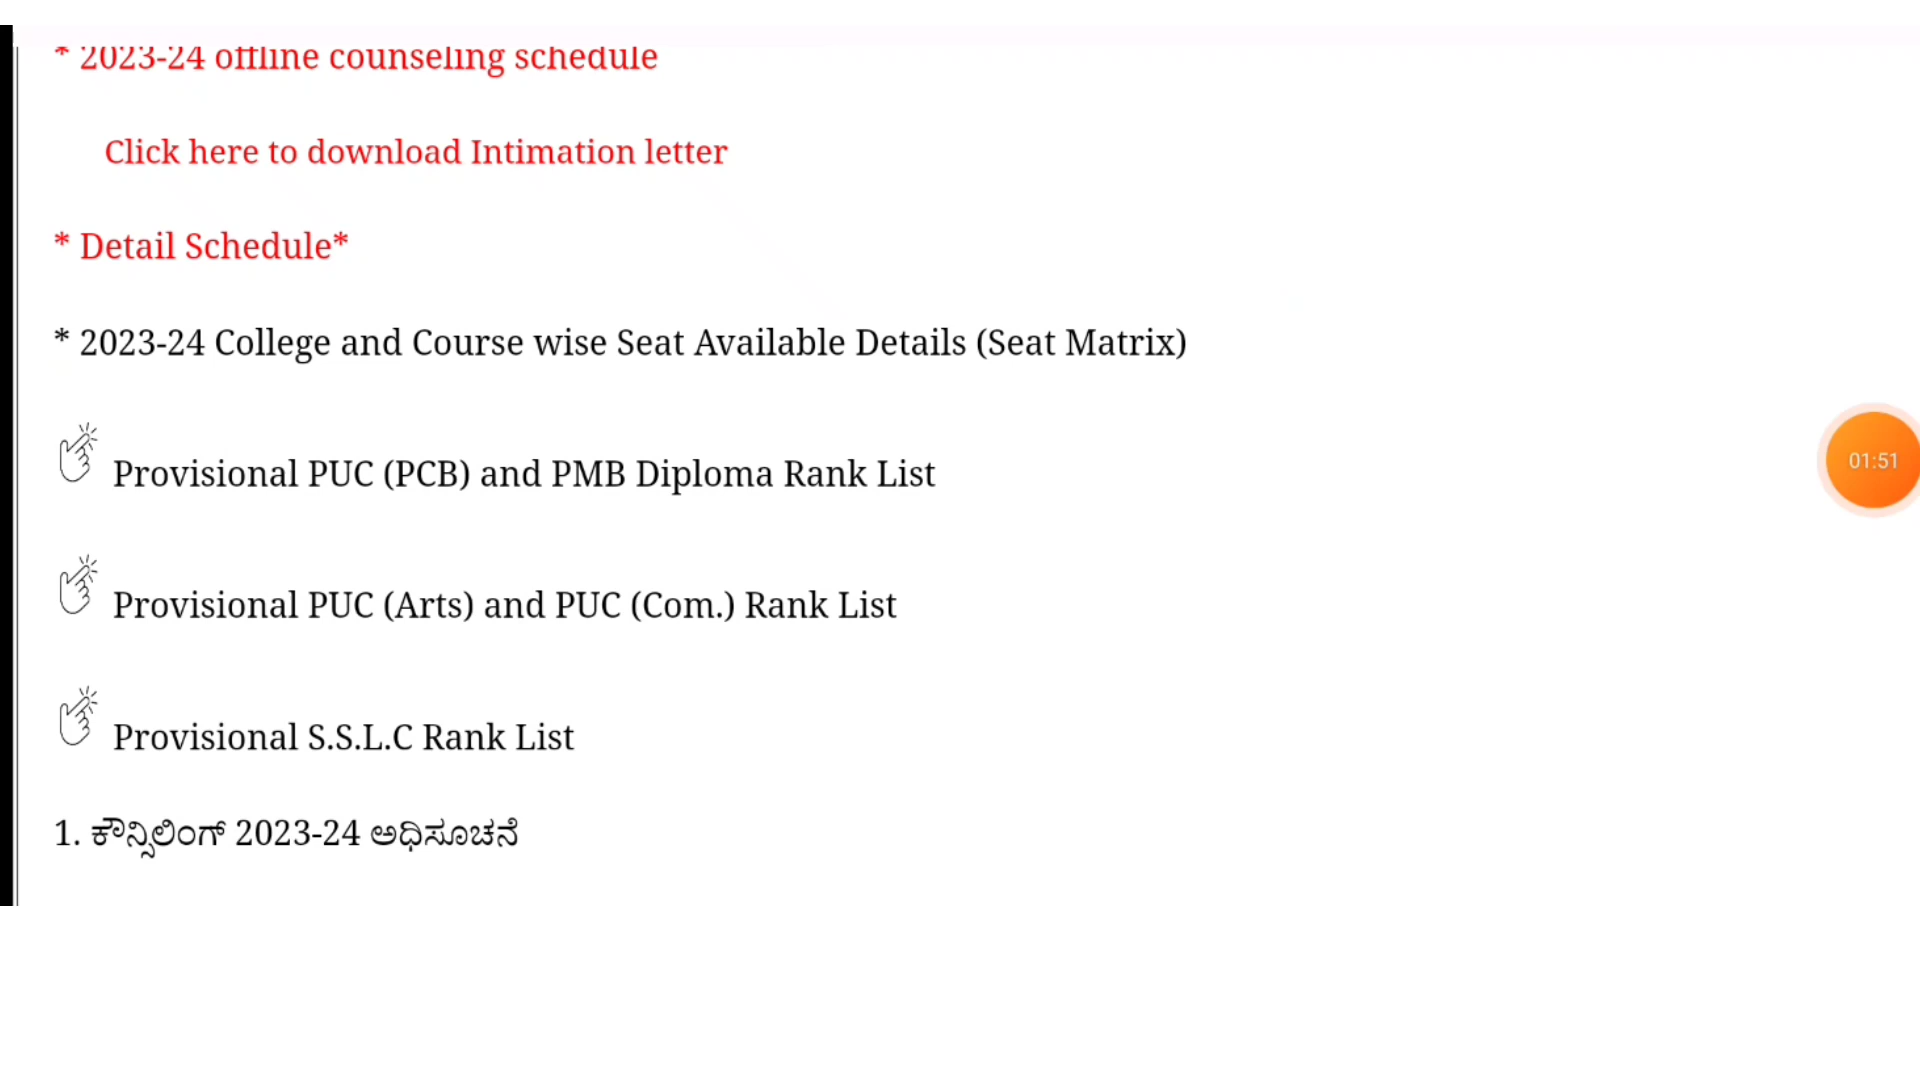 * 2023-24 offline counseling schedule
Click here to download Intimation letter
* Detail Schedule*
* 2023-24 College and Course wise Seat Available Details (Seat Matrix)
Provisional PUC (PCB) and PMB Diploma Rank List
01:51
Provisional PUC (Arts) and PUC (Com.) Rank List
Provisional S.S.L.C Rank List
1. ಕೌನ್ಸಿಲಿಂಗ್ 2023-24 ಅಧಿಸೂಚನೆ